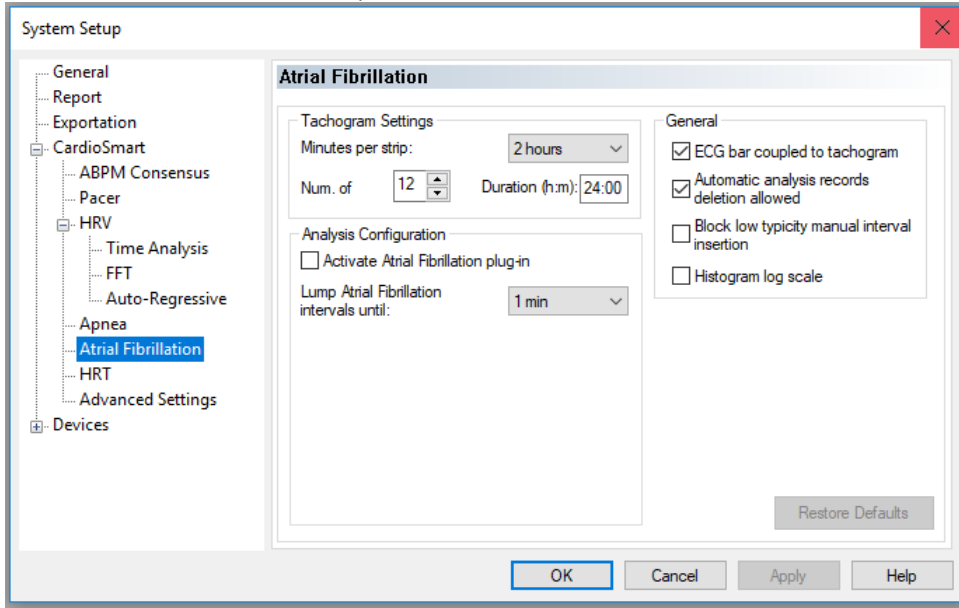 System Setup
General
Report
Exportation
CardioSmart
ABPM Consensus
Pacer
HRV
Time Analysis
FFT
Auto-Regressive
Apnea
Atrial Fibrillation
HRT
Advanced Settings
Devices
Atrial Fibrillation
Tachogram Settings
Minutes per strip: 2 hours
Num. of 12 Duration (h:m): 24:00
Analysis Configuration
Activate Atrial Fibrillation plug-in
Lump Atrial Fibrillation
intervals until: 1 min
General
ECG bar coupled to tachogram
Automatic analysis records
deletion allowed
Block low typicity manual interval
insertion
Histogram log scale
Restore Defaults
OK Cancel Apply Help